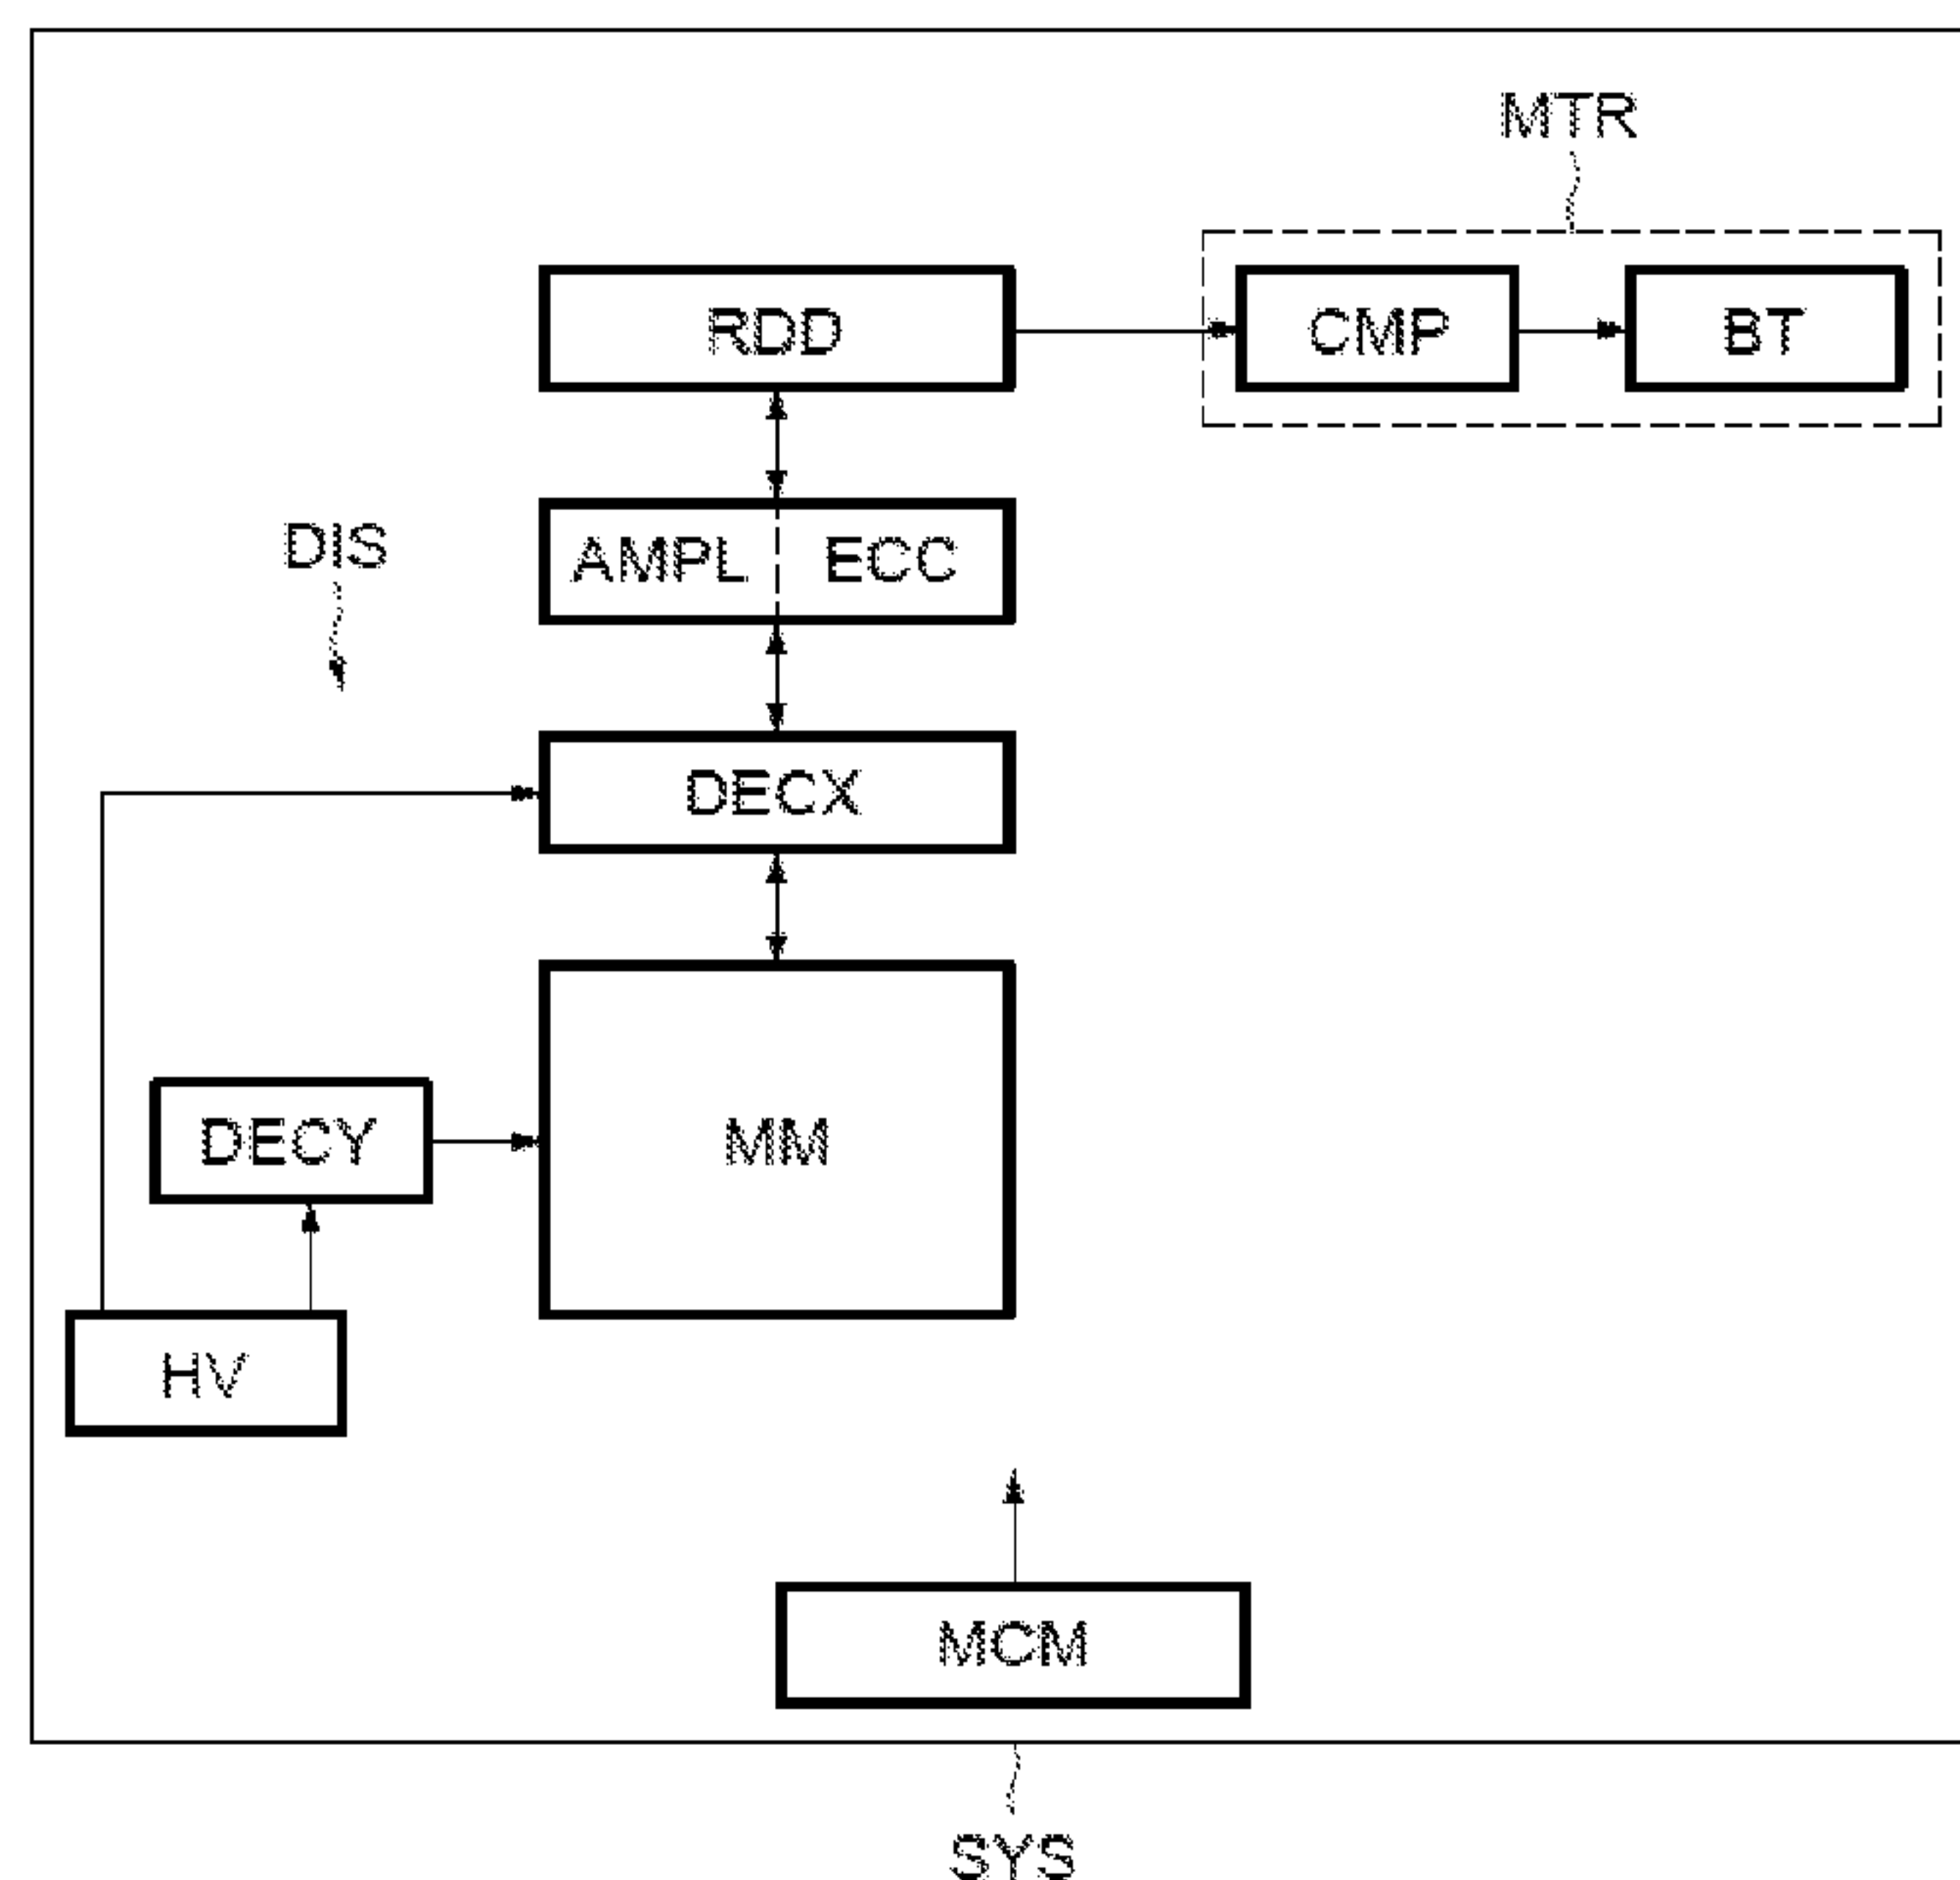 MTR
RDD
CMP
BT
DIS
AMPL
ECC
DECX
DECY
MM
HV
MCM
SYS